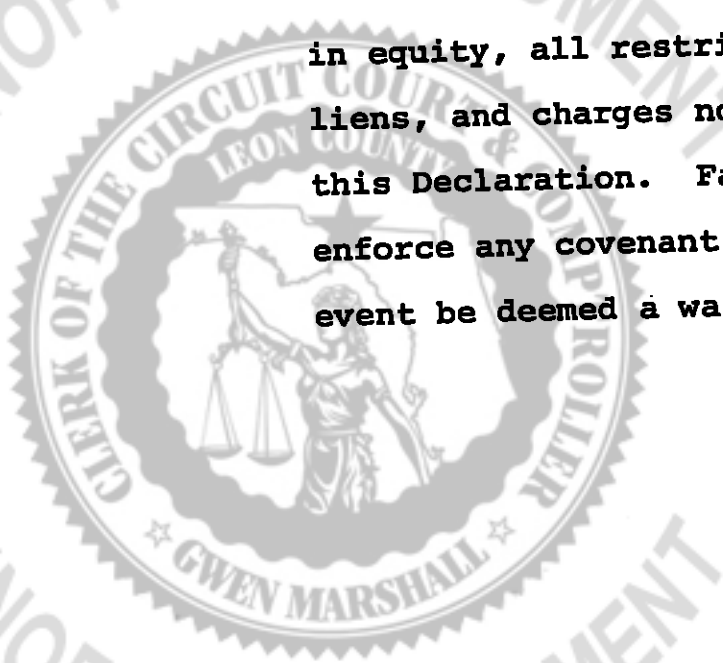 in equity, all restri
liens, and charges no
this Declaration. Fa
enforce any covenant
event be deemed a wa
CLERK OF THE CIRCUIT COURT & COMPTROLLER
LEON COUNTY
GWEN MARSHALL